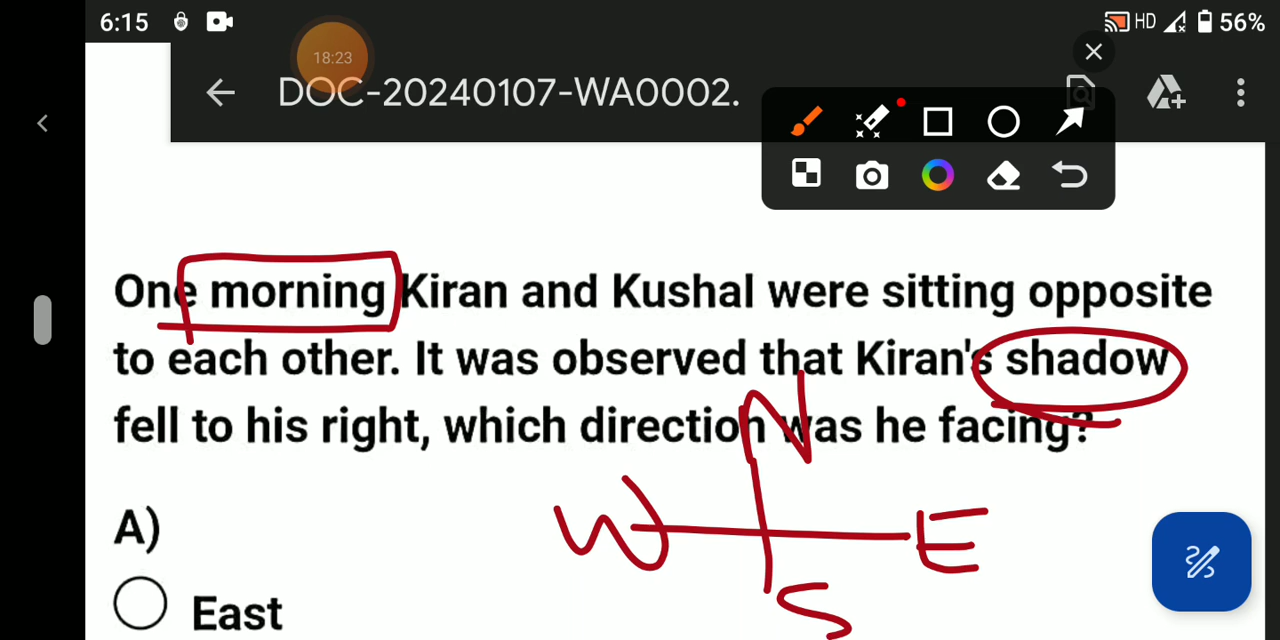 6:15
HD 56%
18:23
DOC-20240107-WA0002.
One morning Kiran and Kushal were sitting opposite
to each other. It was observed that Kiran's shadow
fell to his right, which direction was he facing?
N
W E
S
A)
East